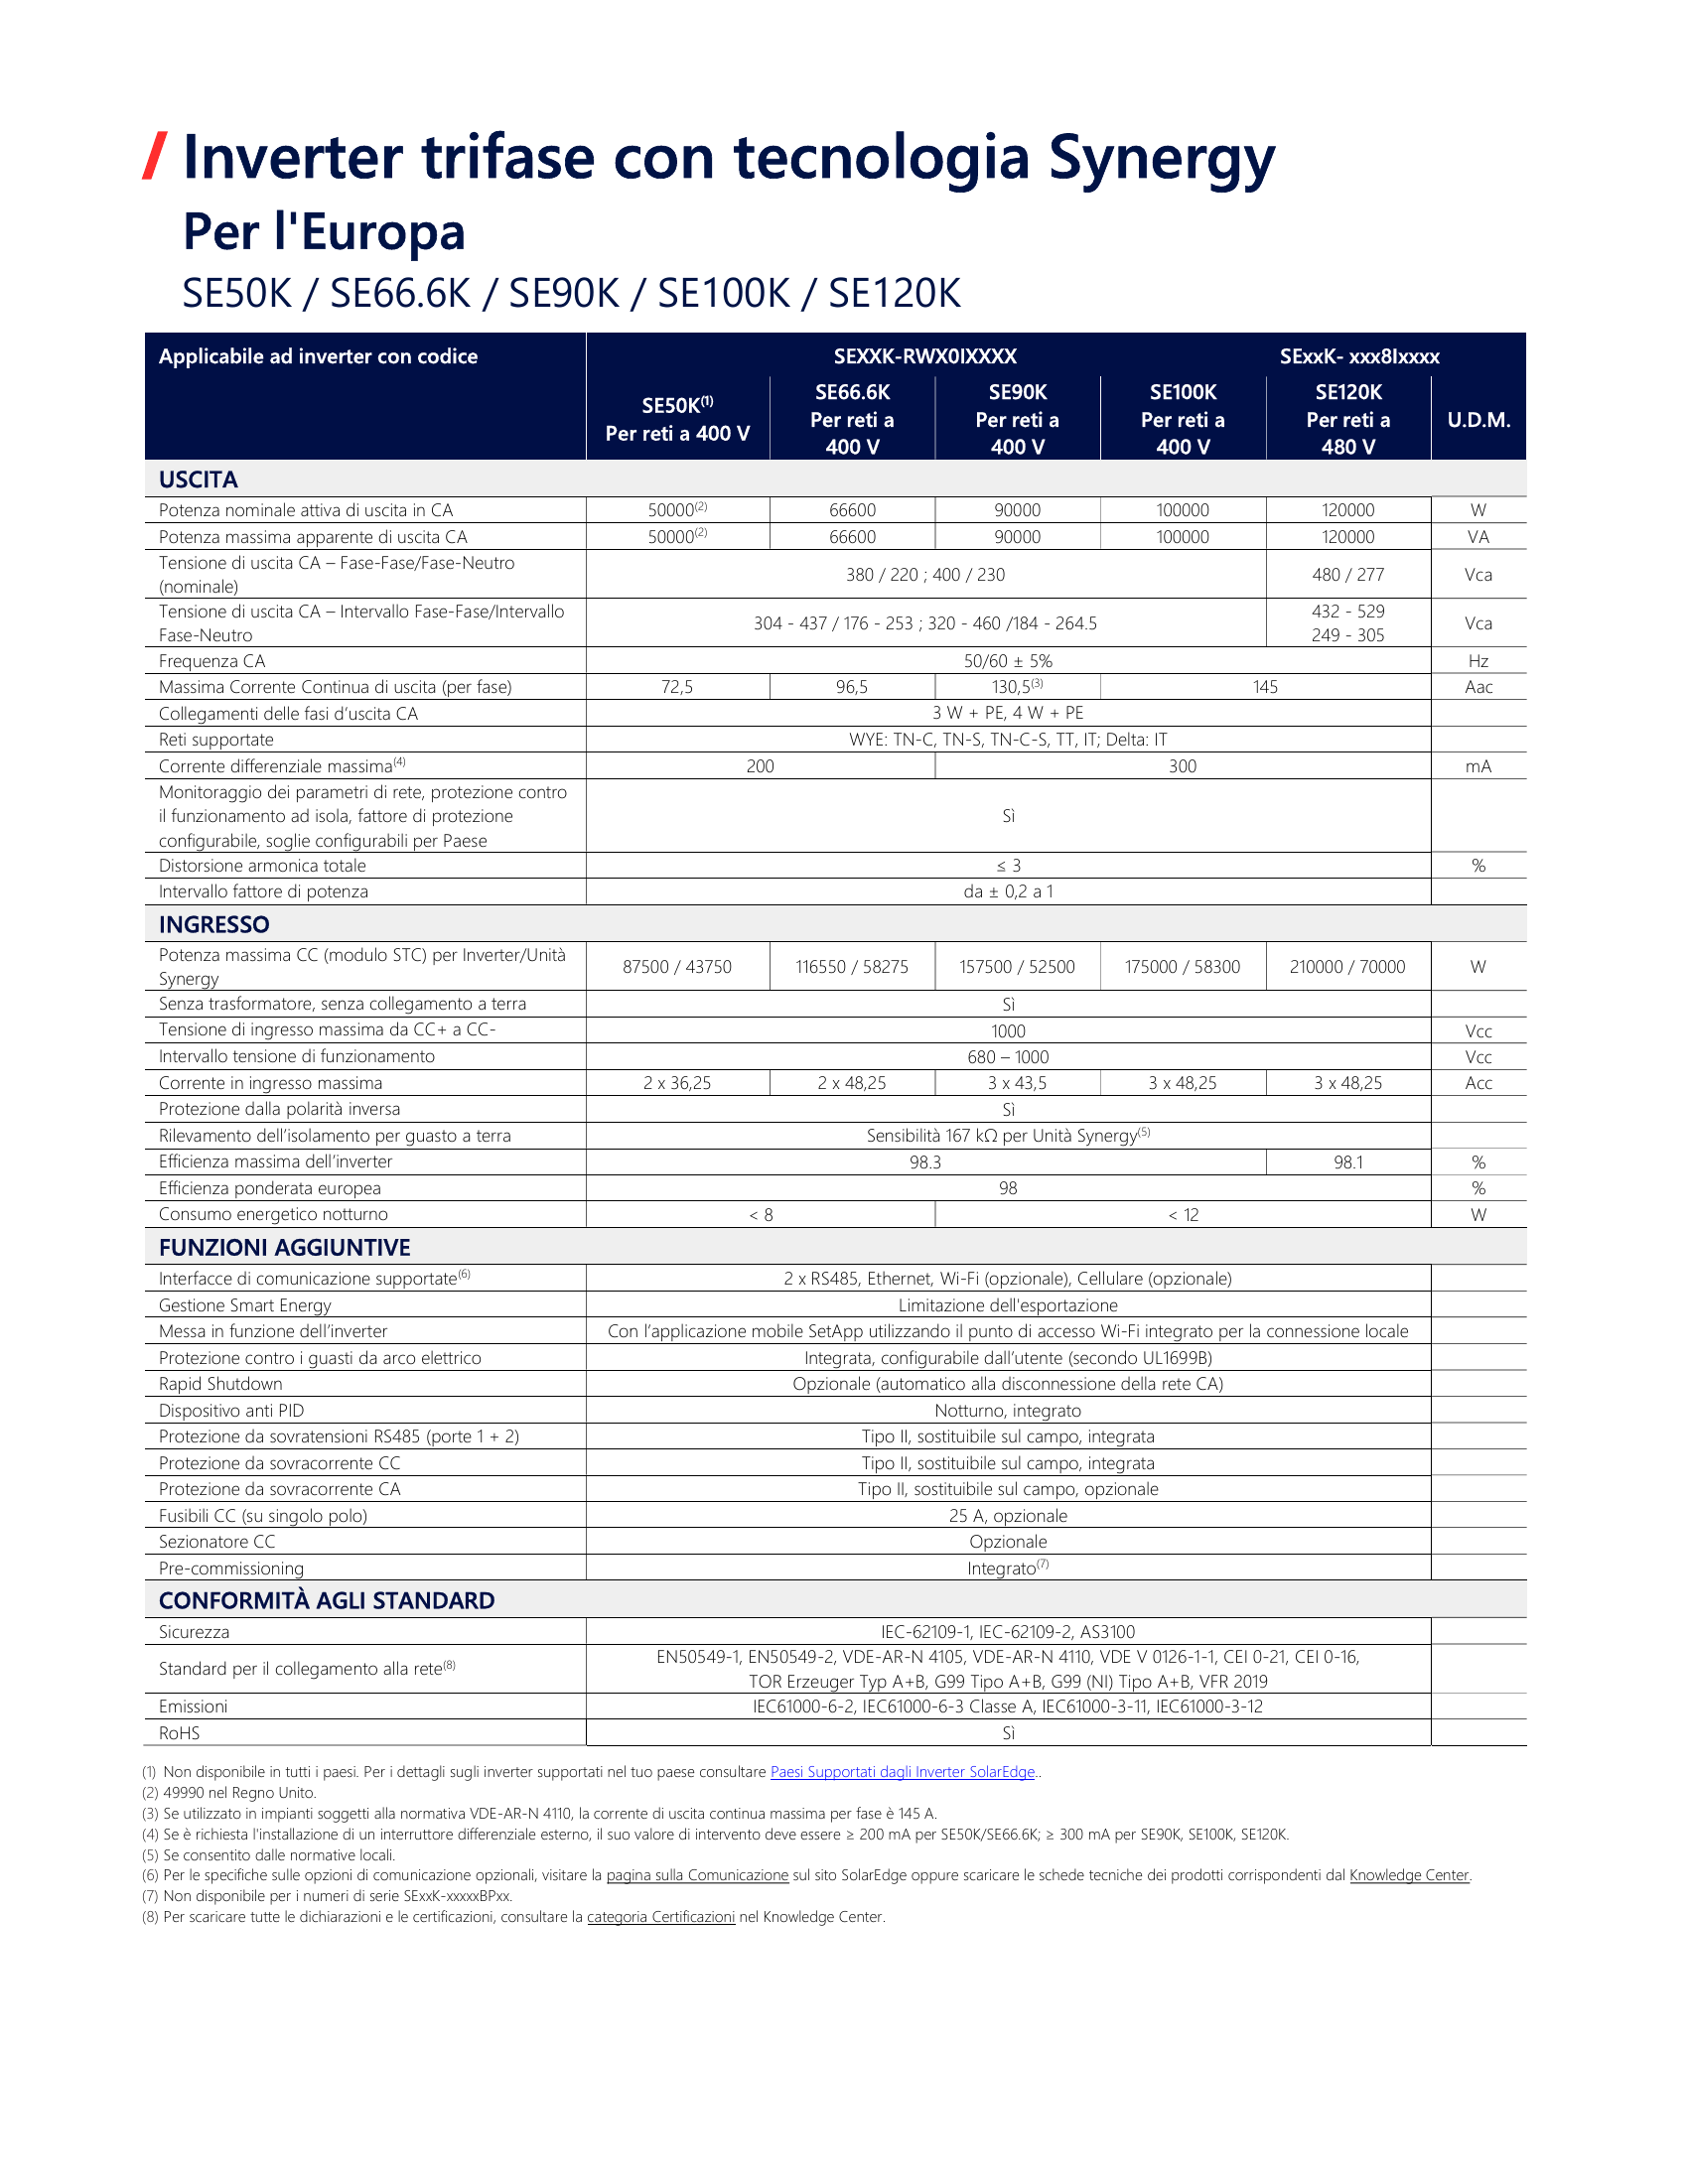 / Inverter trifase con tecnologia Synergy
Per l'Europa
SE50K / SE66.6K / SE90K / SE100K / SE120K
Applicabile ad inverter con codice SEXXK-RWX0IXXXX SExxK- xxx8Ixxxx
SE50K(1) Per reti a 400 V SE66.6K Per reti a 400 V SE90K Per reti a 400 V SE100K Per reti a 400 V SE120K Per reti a 480 V U.D.M.
USCITA
Potenza nominale attiva di uscita in CA 50000(2) 66600 90000 100000 120000 W
Potenza massima apparente di uscita CA 50000(2) 66600 90000 100000 120000 VA
Tensione di uscita CA – Fase-Fase/Fase-Neutro
(nominale) 380 / 220 ; 400 / 230 480 / 277 Vca
Tensione di uscita CA – Intervallo Fase-Fase/Intervallo
Fase-Neutro 304 - 437 / 176 - 253 ; 320 - 460 /184 - 264.5 432 - 529 249 - 305 Vca
Frequenza CA 50/60 ± 5% Hz
Massima Corrente Continua di uscita (per fase) 72,5 96,5 130,5(3) 145 Aac
Collegamenti delle fasi d’uscita CA 3 W + PE, 4 W + PE
Reti supportate WYE: TN-C, TN-S, TN-C-S, TT, IT; Delta: IT
Corrente differenziale massima(4) 200 300 mA
Monitoraggio dei parametri di rete, protezione contro
il funzionamento ad isola, fattore di protezione
configurabile, soglie configurabili per Paese Sì
Distorsione armonica totale ≤ 3 %
Intervallo fattore di potenza da ± 0,2 a 1
INGRESSO
Potenza massima CC (modulo STC) per Inverter/Unità
Synergy 87500 / 43750 116550 / 58275 157500 / 52500 175000 / 58300 210000 / 70000 W
Senza trasformatore, senza collegamento a terra Sì
Tensione di ingresso massima da CC+ a CC- 1000 Vcc
Intervallo tensione di funzionamento 680 – 1000 Vcc
Corrente in ingresso massima 2 x 36,25 2 x 48,25 3 x 43,5 3 x 48,25 3 x 48,25 Acc
Protezione dalla polarità inversa Sì
Rilevamento dell’isolamento per guasto a terra Sensibilità 167 kΩ per Unità Synergy(5)
Efficienza massima dell’inverter 98.3 98.1 %
Efficienza ponderata europea 98 %
Consumo energetico notturno < 8 < 12 W
FUNZIONI AGGIUNTIVE
Interfacce di comunicazione supportate(6) 2 x RS485, Ethernet, Wi-Fi (opzionale), Cellulare (opzionale)
Gestione Smart Energy Limitazione dell'esportazione
Messa in funzione dell’inverter Con l’applicazione mobile SetApp utilizzando il punto di accesso Wi-Fi integrato per la connessione locale
Protezione contro i guasti da arco elettrico Integrata, configurabile dall’utente (secondo UL1699B)
Rapid Shutdown Opzionale (automatico alla disconnessione della rete CA)
Dispositivo anti PID Notturno, integrato
Protezione da sovratensioni RS485 (porte 1 + 2) Tipo II, sostituibile sul campo, integrata
Protezione da sovracorrente CC Tipo II, sostituibile sul campo, integrata
Protezione da sovracorrente CA Tipo II, sostituibile sul campo, opzionale
Fusibili CC (su singolo polo) 25 A, opzionale
Sezionatore CC Opzionale
Pre-commissioning Integrato(7)
CONFORMITÀ AGLI STANDARD
Sicurezza IEC-62109-1, IEC-62109-2, AS3100
Standard per il collegamento alla rete(8) EN50549-1, EN50549-2, VDE-AR-N 4105, VDE-AR-N 4110, VDE V 0126-1-1, CEI 0-21, CEI 0-16,
TOR Erzeuger Typ A+B, G99 Tipo A+B, G99 (NI) Tipo A+B, VFR 2019
Emissioni IEC61000-6-2, IEC61000-6-3 Classe A, IEC61000-3-11, IEC61000-3-12
RoHS Sì
(1) Non disponibile in tutti i paesi. Per i dettagli sugli inverter supportati nel tuo paese consultare Paesi Supportati dagli Inverter SolarEdge..
(2) 49990 nel Regno Unito.
(3) Se utilizzato in impianti soggetti alla normativa VDE-AR-N 4110, la corrente di uscita continua massima per fase è 145 A.
(4) Se è richiesta l'installazione di un interruttore differenziale esterno, il suo valore di intervento deve essere ≥ 200 mA per SE50K/SE66.6K; ≥ 300 mA per SE90K, SE100K, SE120K.
(5) Se consentito dalle normative locali.
(6) Per le specifiche sulle opzioni di comunicazione opzionali, visitare la pagina sulla Comunicazione sul sito SolarEdge oppure scaricare le schede tecniche dei prodotti corrispondenti dal Knowledge Center.
(7) Non disponibile per i numeri di serie SExxK-xxxxxBPxx.
(8) Per scaricare tutte le dichiarazioni e le certificazioni, consultare la categoria Certificazioni nel Knowledge Center.